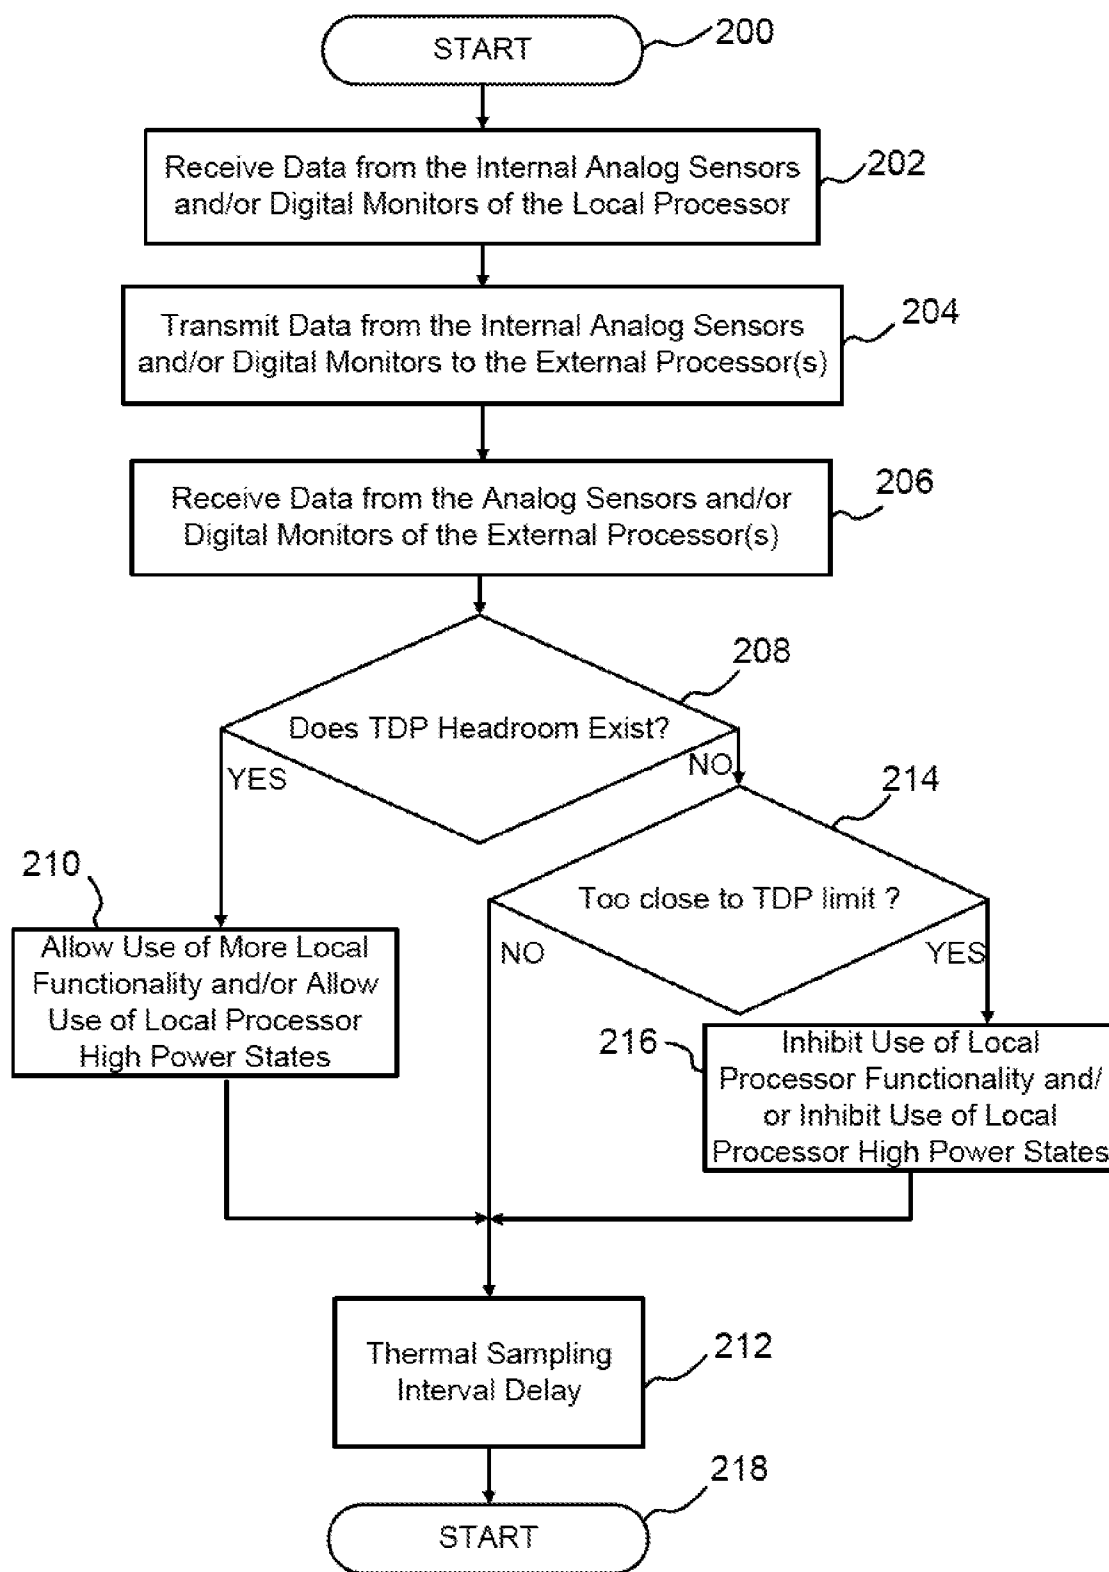 START
200
Receive Data from the Internal Analog Sensors
and/or Digital Monitors of the Local Processor
202
Transmit Data from the Internal Analog Sensors
and/or Digital Monitors to the External Processor(s)
204
Receive Data from the Analog Sensors and/or
Digital Monitors of the External Processor(s)
206
208
Does TDP Headroom Exist?
YES
NO
214
210
Too close to TDP limit ?
NO
YES
Allow Use of More Local
Functionality and/or Allow
Use of Local Processor
High Power States
216
Inhibit Use of Local
Processor Functionality and/
or Inhibit Use of Local
Processor High Power States
Thermal Sampling
Interval Delay
212
218
START